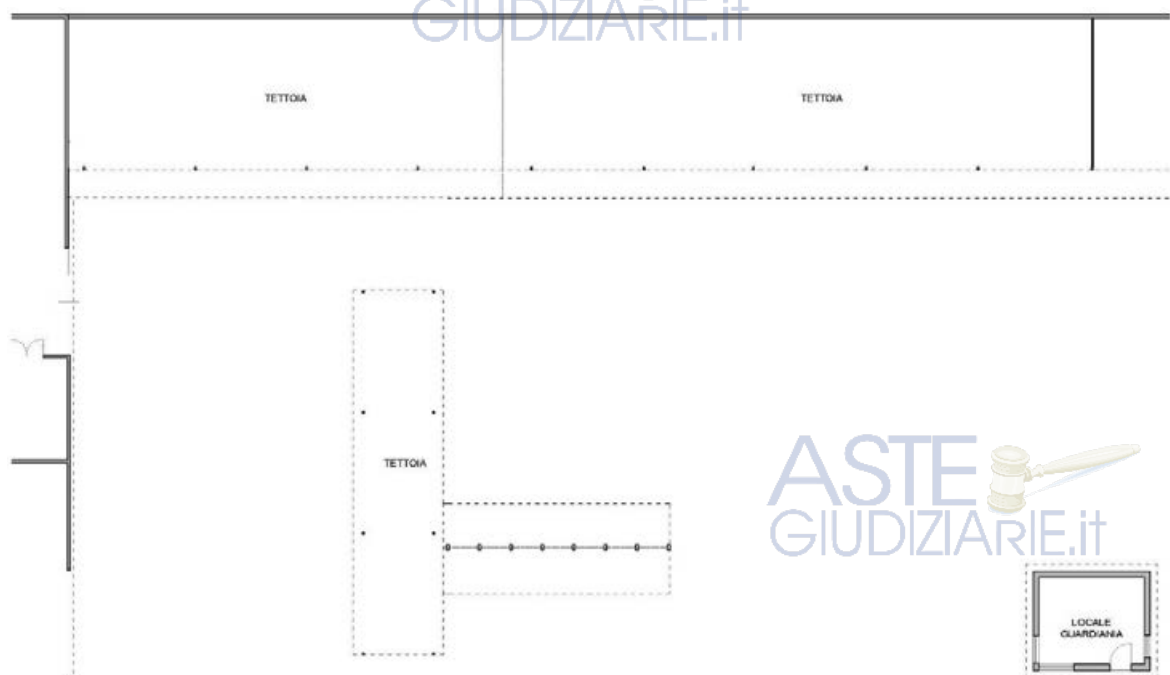 GIUDIZIARIE.it
TETTOIA
TETTOIA
TETTOIA
ASTE
GIUDIZIARIE.it
LOCALE
GUARDIANIA